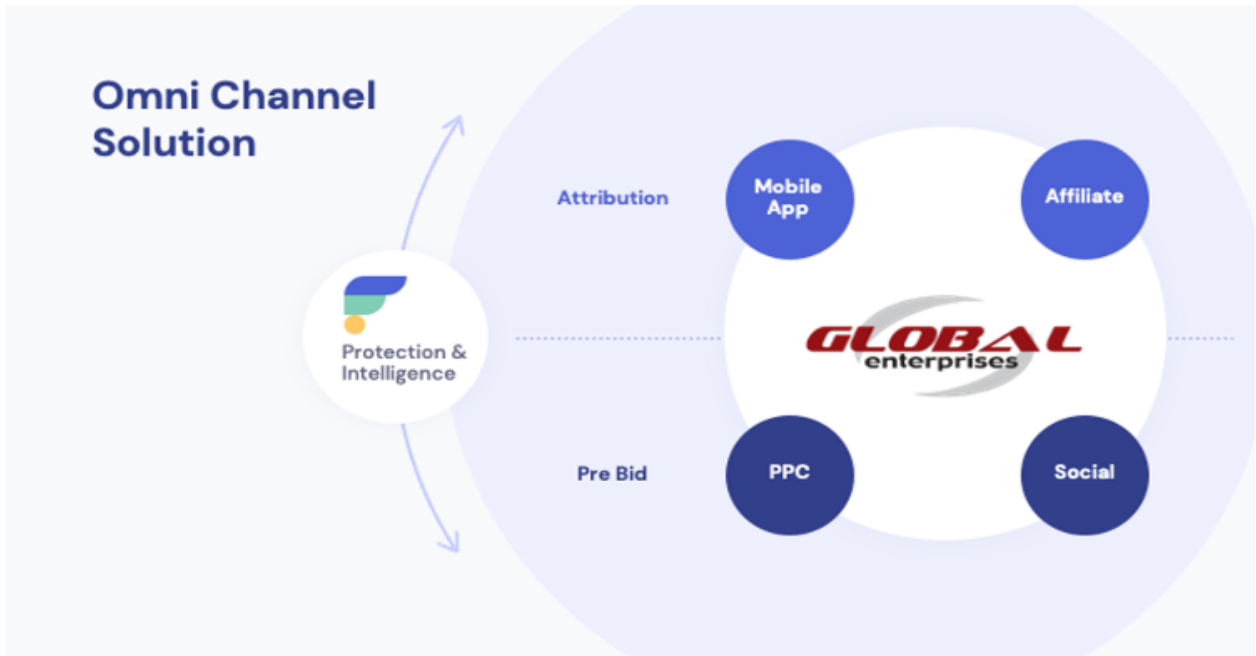 Omni Channel
Solution
Attribution
Mobile
App
Affiliate
Protection &
Intelligence
GLOBAL
enterprises
Pre Bid
PPC
Social